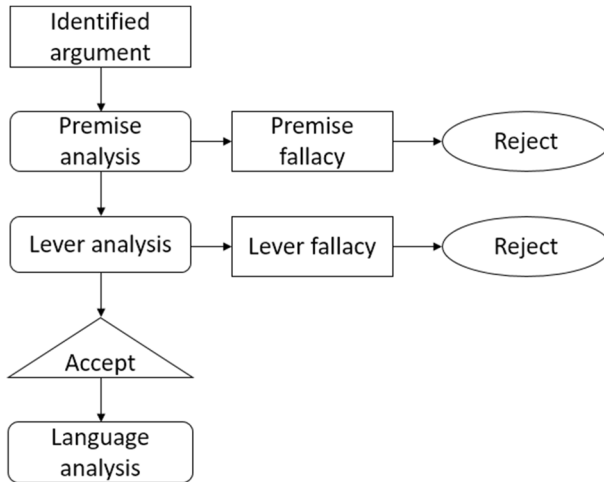 Identified
argument
Premise
analysis
Premise
fallacy
Reject
Lever analysis
Lever fallacy
Reject
Accept
Language
analysis